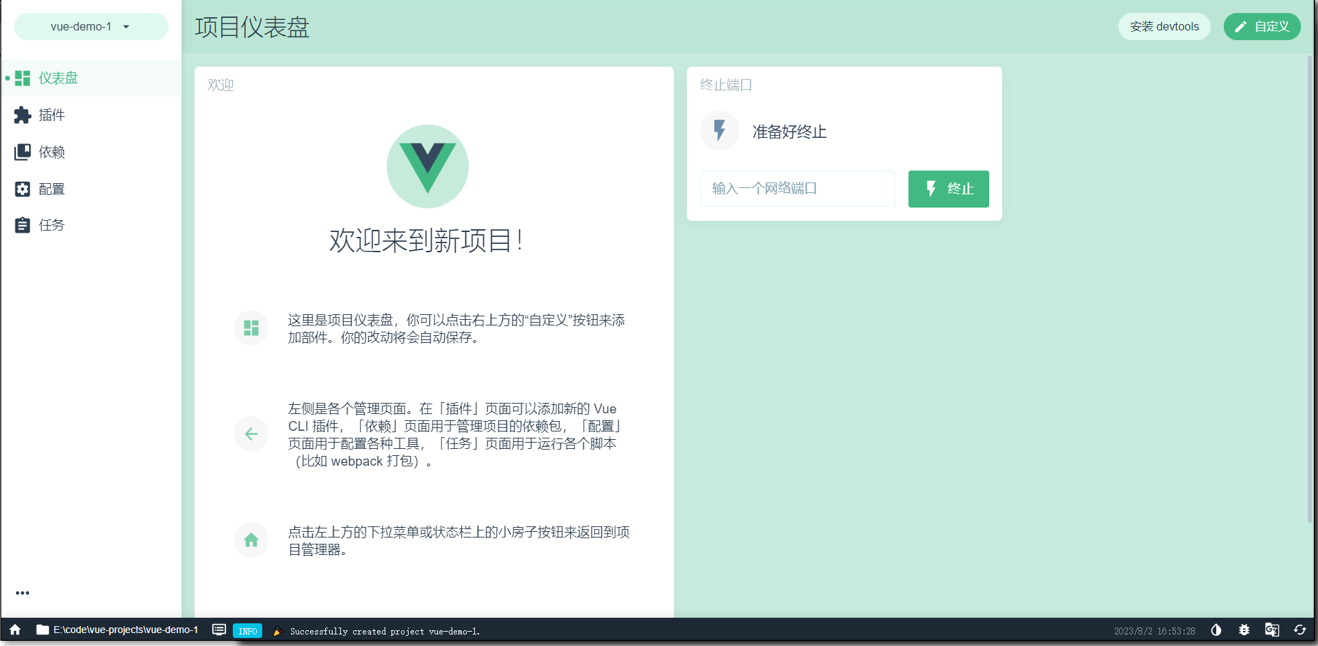 vue-demo-1
项目仪表盘
安装 devtools
自定义
仪表盘
插件
依赖
配置
任务
欢迎
欢迎来到新项目！
这里是项目仪表盘，你可以点击右上方的“自定义”按钮来添
加部件。你的改动将会自动保存。
左侧是各个管理页面。在「插件」页面可以添加新的 Vue
CLI 插件，「依赖」页面用于管理项目的依赖包，「配置」
页面用于配置各种工具，「任务」页面用于运行各个脚本
（比如 webpack 打包）。
点击左上方的下拉菜单或状态栏上的小房子按钮来返回到项
目管理器。
终止端口
准备好终止
输入一个网络端口
终止
E:\code\vue-projects\vue-demo-1
INFO
Successfully created project vue-demo-1.
2023/8/2 16:53:28